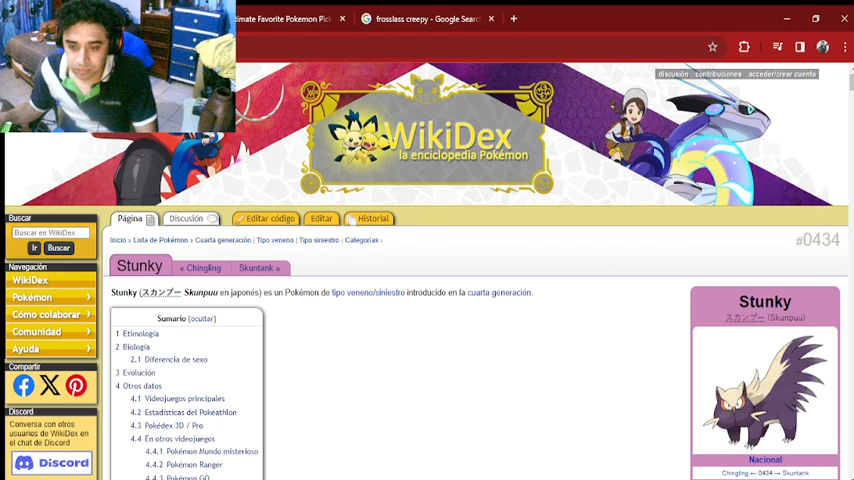 timate Favorite Pokemon Pick
frosslass creepy - Google Searc
discusión contribuciones acceder/crear cuenta
WikiDex
la enciclopedia Pokémon
Buscar
Buscar en WikiDex
Ir Buscar
Navegación
WikiDex
Pokémon
Cómo colaborar
Comunidad
Ayuda
Compartir
Discord
Conversa con otros
usuarios de WikiDex en
el chat de Discord
Discord
Página Discusión Editar código Editar Historial
Inicio » Lista de Pokémon » Cuarta generación | Tipo veneno | Tipo siniestro › Categorías ›
#0434
Stunky « Chingling Skuntank »
Stunky (スカンプー Skunpuu en japonés) es un Pokémon de tipo veneno/siniestro introducido en la cuarta generación.
Sumario [ocultar]
1 Etimología
2 Biología
2.1 Diferencia de sexo
3 Evolución
4 Otros datos
4.1 Videojuegos principales
4.2 Estadísticas del Pokéathlon
4.3 Pokédex 3D / Pro
4.4 En otros videojuegos
4.4.1 Pokémon Mundo misterioso
4.4.2 Pokémon Ranger
4.4.3 Pokémon GO
Stunky
スカンプー (Skunpuu)
Nacional
Chingling ← 0434 → Skuntank